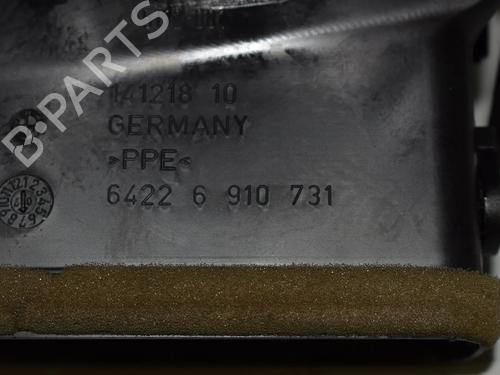 B-PARTS
141218 10
GERMANY
>PPE<
6422 6 910 731